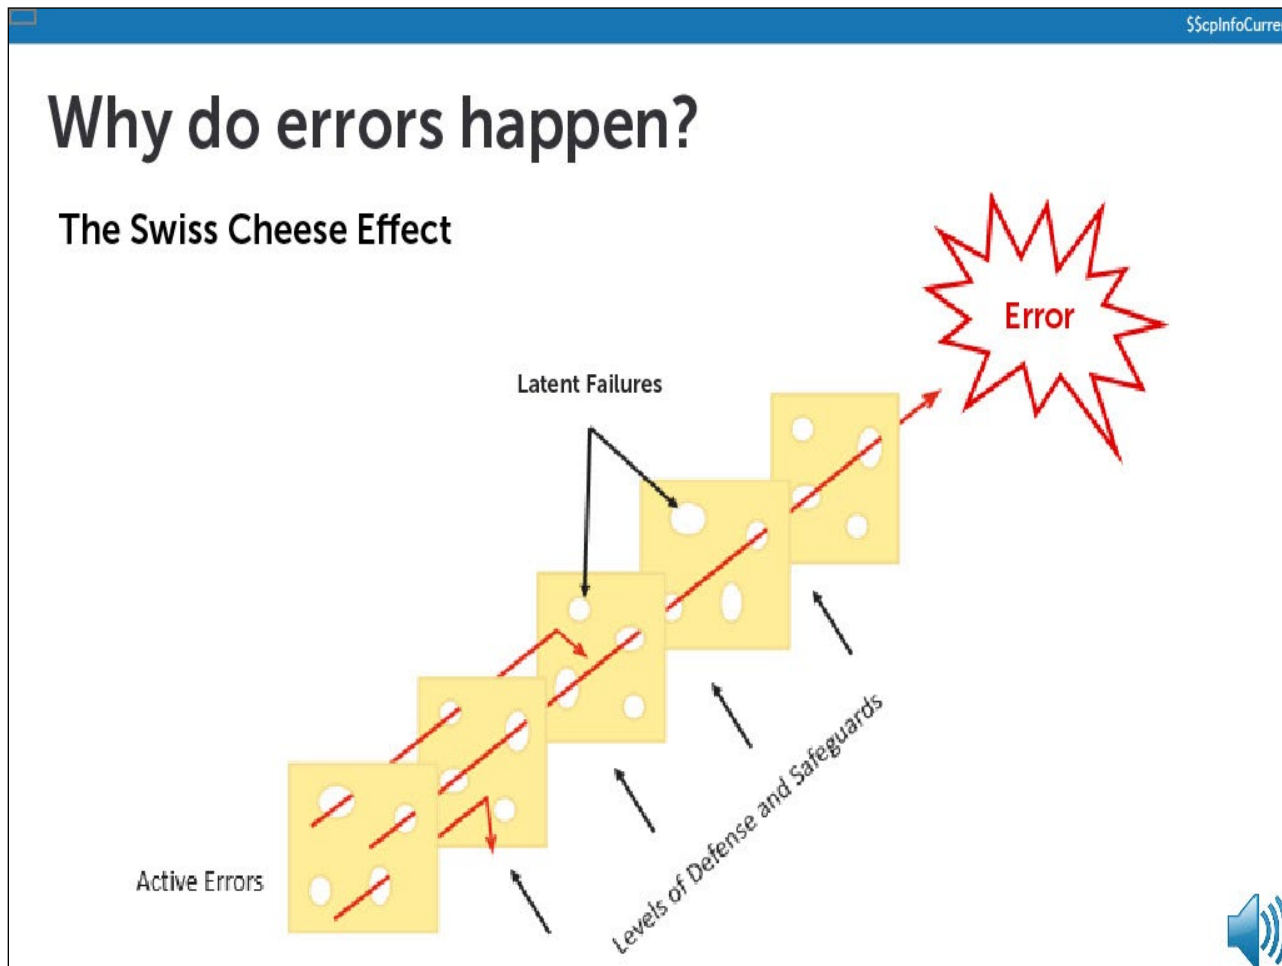 $$cpInfoCurre
Why do errors happen?
The Swiss Cheese Effect
Error
Latent Failures
Active Errors
Levels of Defense and Safeguards